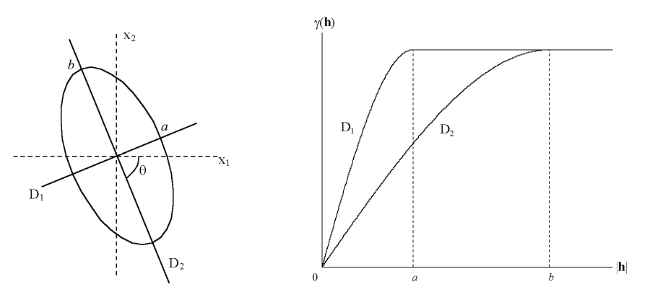 x₂
b
a
x₁
θ
D₁
D₂
γ(h)
D₁
D₂
0
a
b
|h|